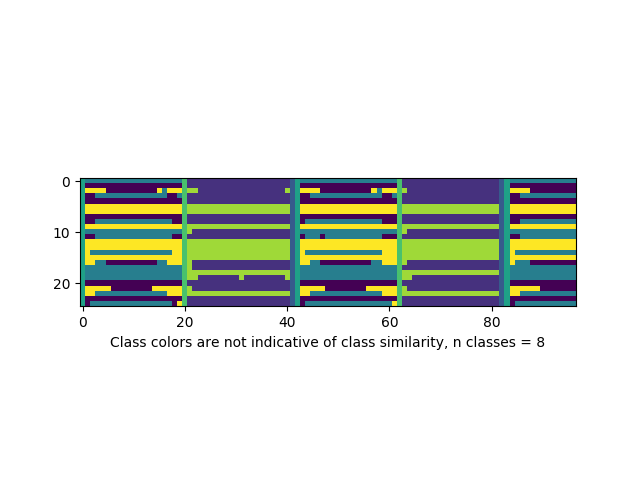 0
10
20
0 20 40 60 80
Class colors are not indicative of class similarity, n classes = 8